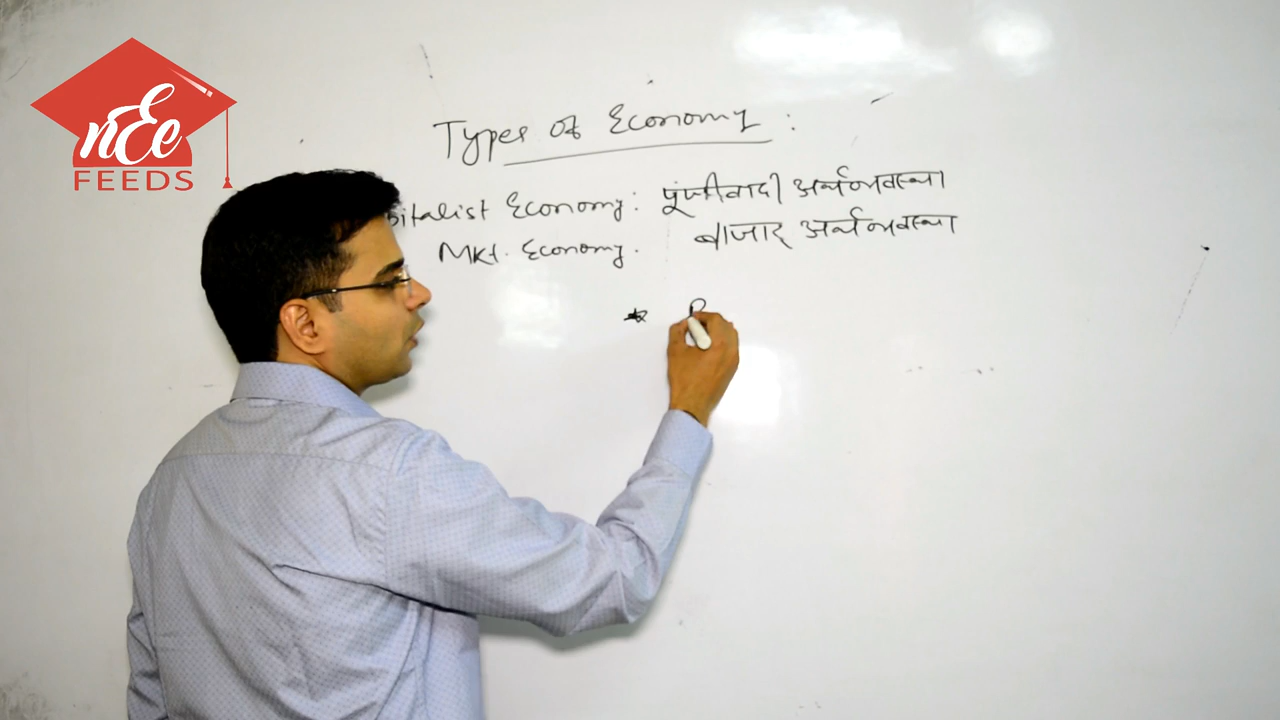 nEe
FEEDS
Types of Economy :
pitalist Economy : पूंजीवादी अर्थव्यवस्था
Mkt. Economy. बाजार अर्थव्यवस्था